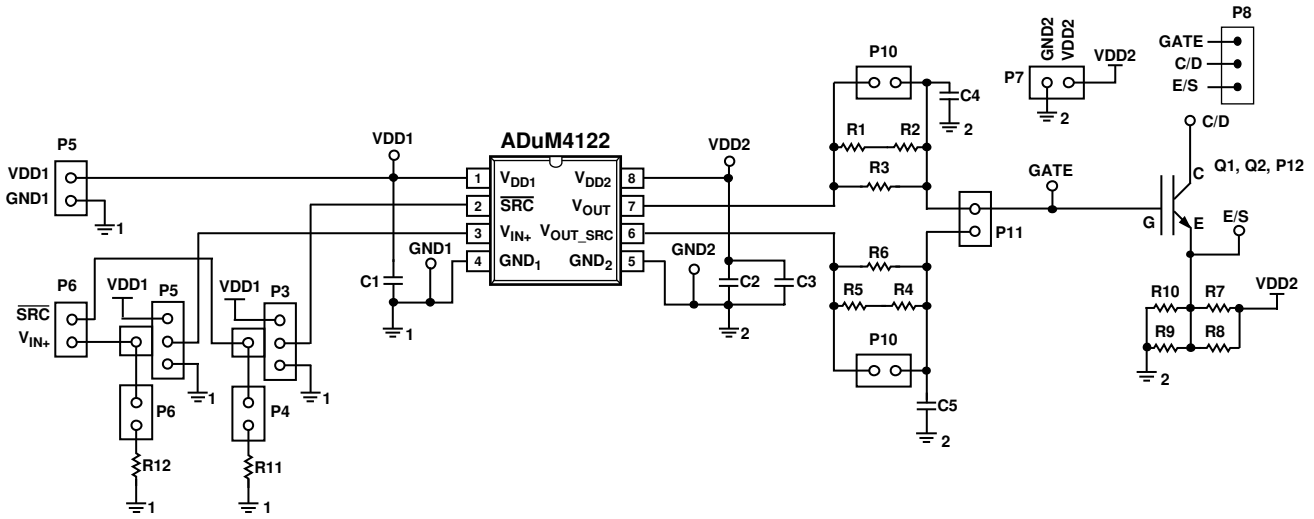 P8
GND2
VDD2
GATE
C/D
E/S
P10
VDD2
P7
C4
2
2
C/D
P5
VDD1
ADuM4122
VDD2
R1
R2
VDD1
GND1
1
1
VDD1
2
SRC
3
VIN+
4
GND1
VDD2
8
VOUT
7
VOUT_SRC
6
GND2
5
R3
GATE
C
Q1, Q2, P12
G
E
E/S
P11
GND1
GND2
R6
C1
C2
C3
R5
R4
1
2
P10
C5
2
R10
R7
VDD2
R9
R8
2
P6
SRC
VIN+
VDD1
P5
VDD1
P3
1
1
P6
P4
R12
R11
1
1